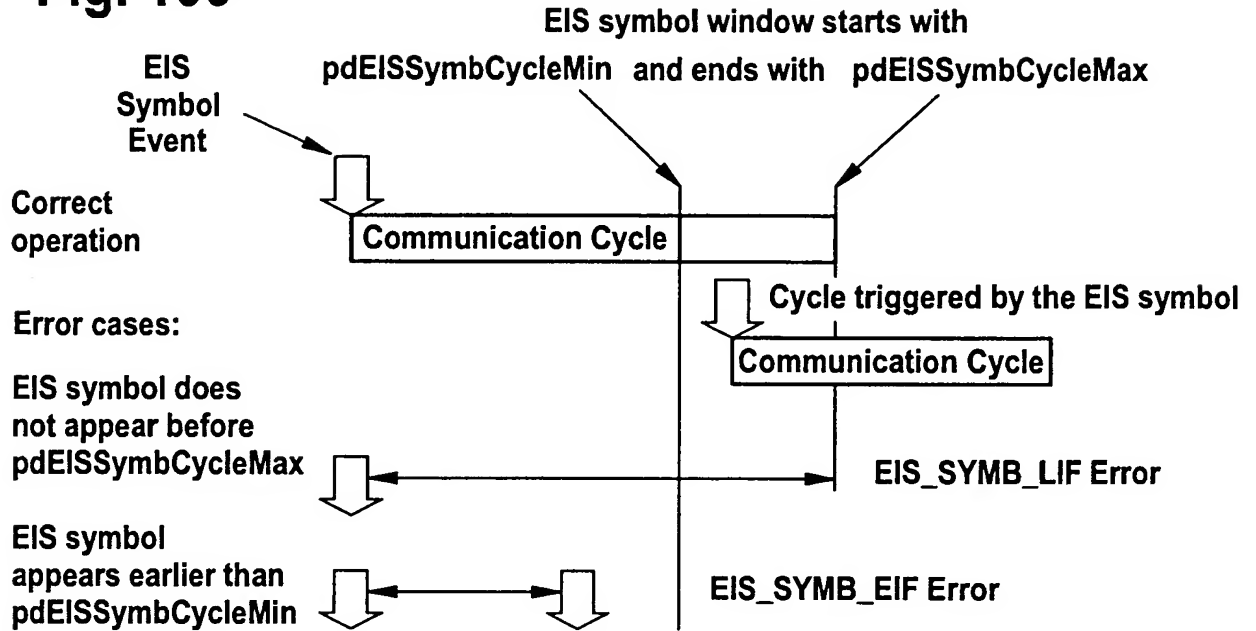 EIS symbol window starts with
EIS
Symbol
Event
pdEISSymbCycleMin and ends with pdEISSymbCycleMax
Correct
operation
Communication Cycle
Cycle triggered by the EIS symbol
Communication Cycle
Error cases:
EIS symbol does
not appear before
pdEISSymbCycleMax
EIS_SYMB_LIF Error
EIS symbol
appears earlier than
pdEISSymbCycleMin
EIS_SYMB_EIF Error